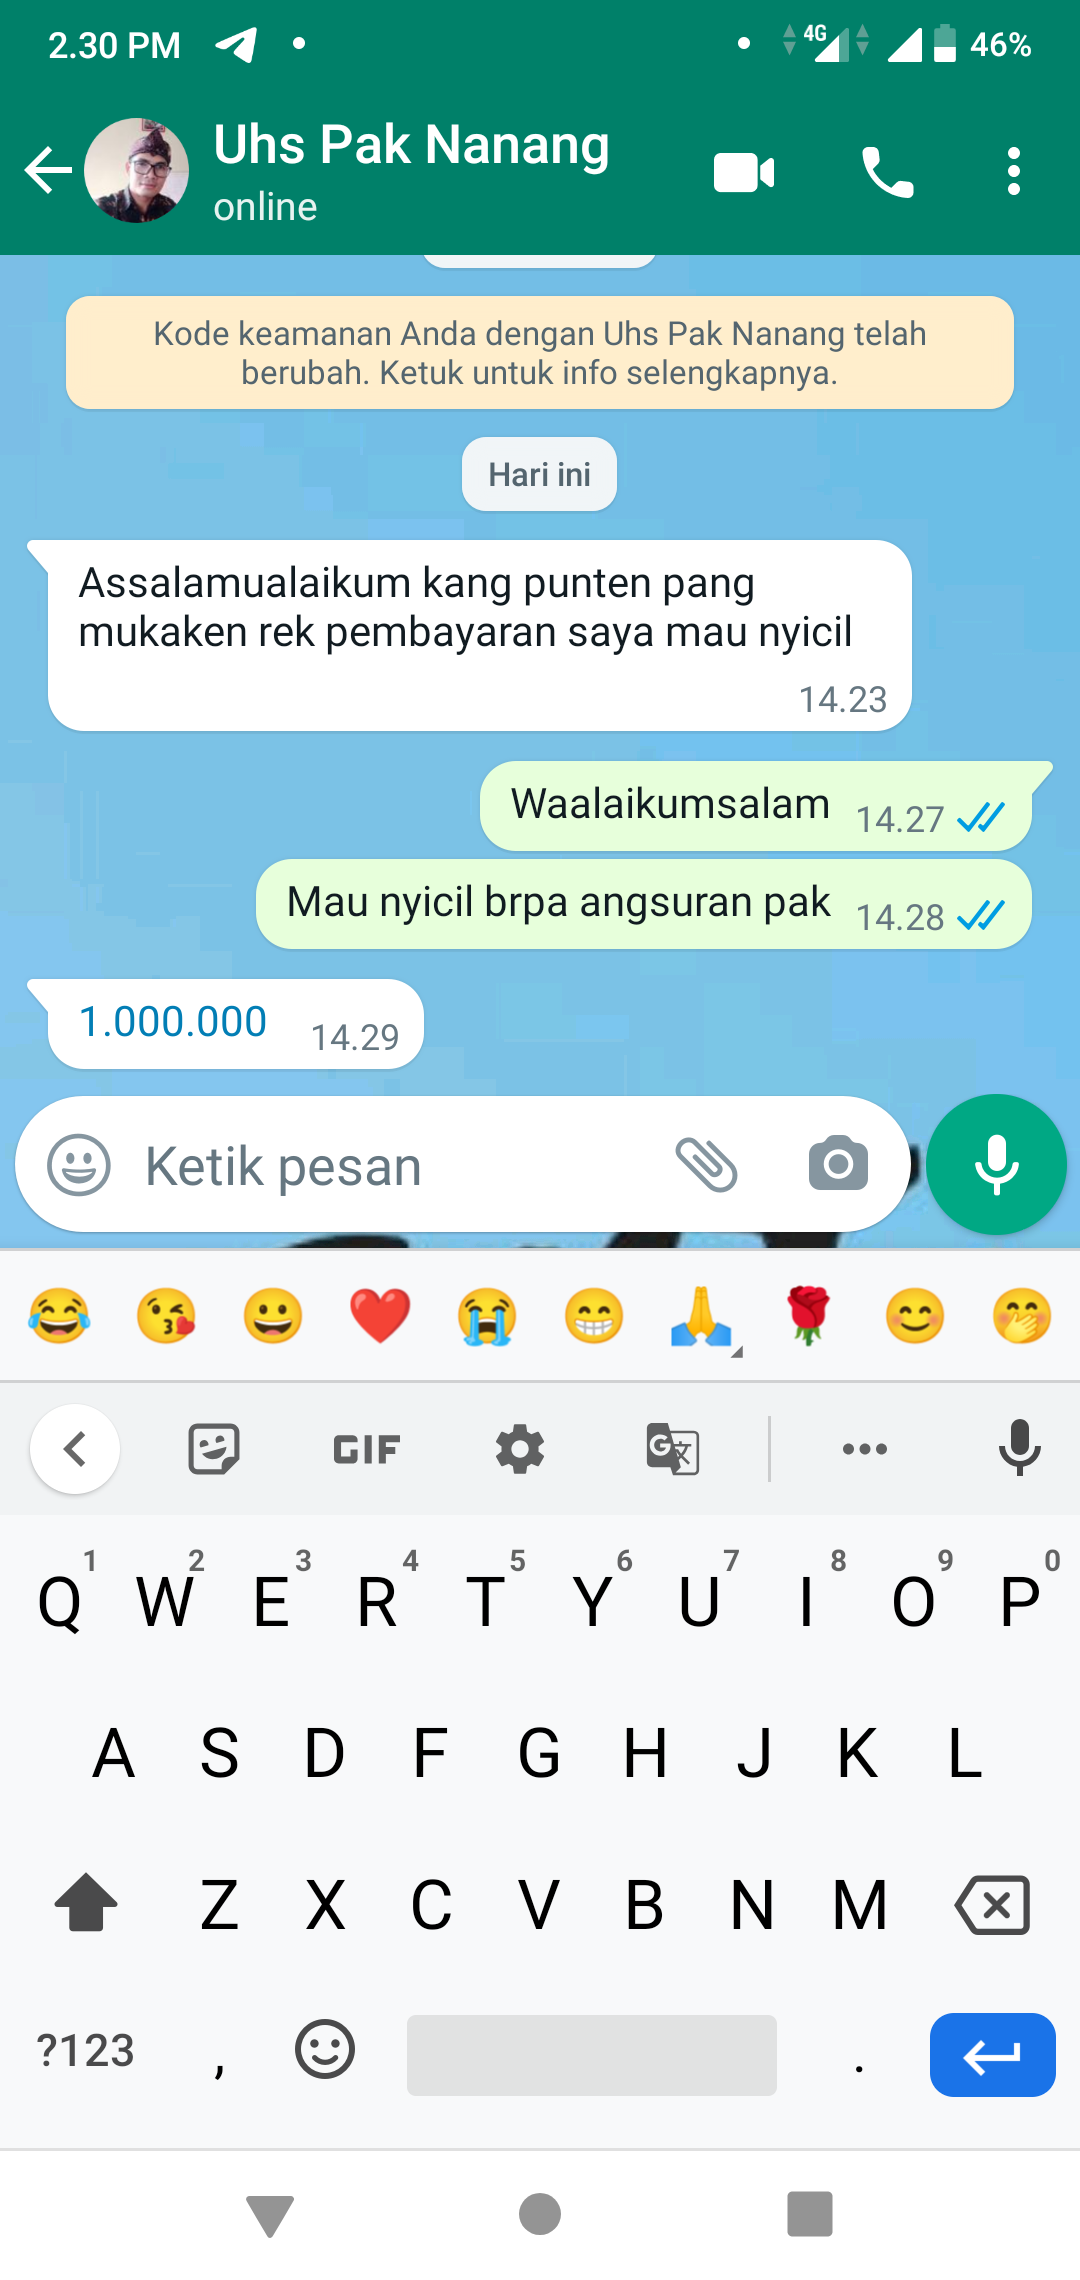 2.30 PM
4G
46%
Uhs Pak Nanang
online
Kode keamanan Anda dengan Uhs Pak Nanang telah
berubah. Ketuk untuk info selengkapnya.
Hari ini
Assalamualaikum kang punten pang
mukaken rek pembayaran saya mau nyicil
14.23
Waalaikumsalam 14.27
Mau nyicil brpa angsuran pak 14.28
1.000.000 14.29
Ketik pesan
GIF
G文
1 2 3 4 5 6 7 8 9 0
Q W E R T Y U I O P
A S D F G H J K L
Z X C V B N M
?123 , .